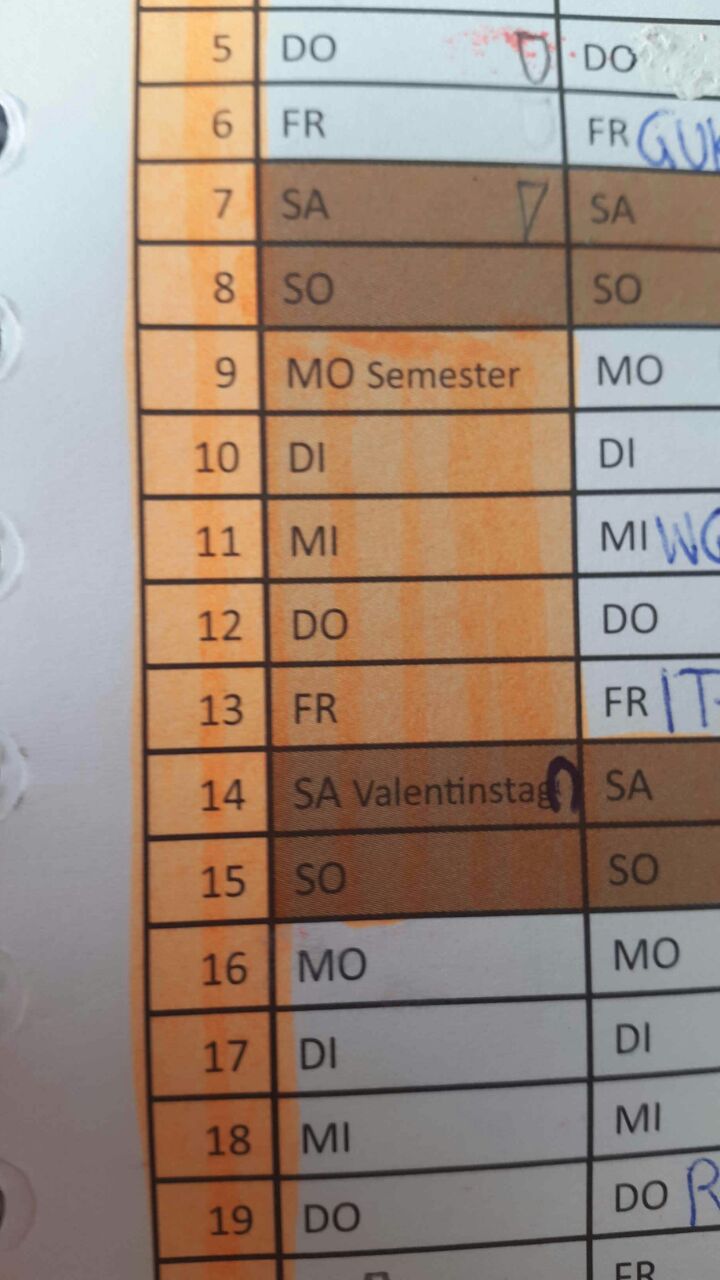 5 DO DO
6 FR FR
7 SA SA
8 SO SO
9 MO Semester MO
10 DI DI
11 MI MI
12 DO DO
13 FR FR IT
14 SA Valentinstag SA
15 SO SO
16 MO MO
17 DI DI
18 MI MI
19 DO DO R
FR